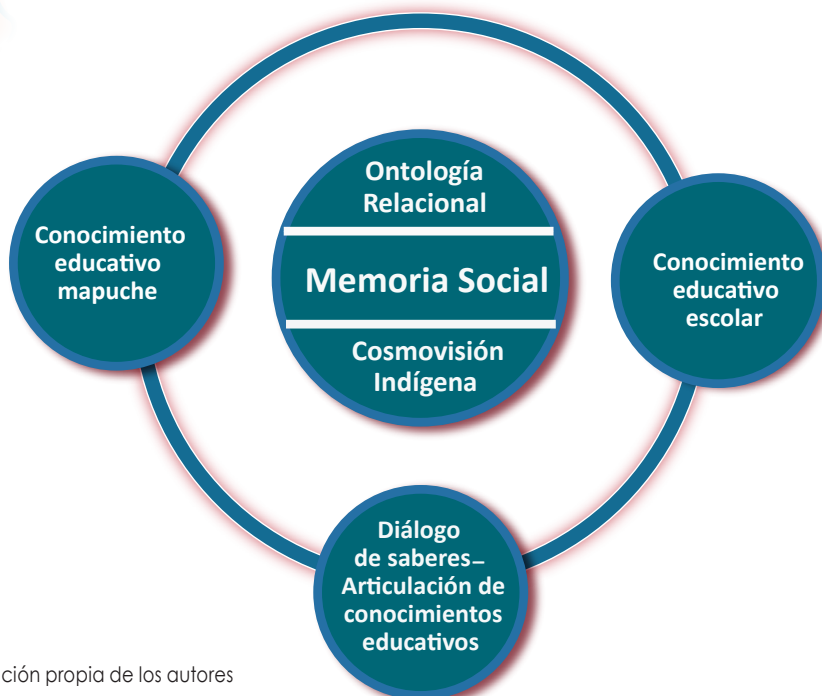 Ontología
Relacional
Memoria Social
Cosmovisión
Indígena
Conocimiento
educativo
mapuche
Conocimiento
educativo
escolar
Diálogo
de saberes–
Articulación de
conocimientos
educativos
ción propia de los autores